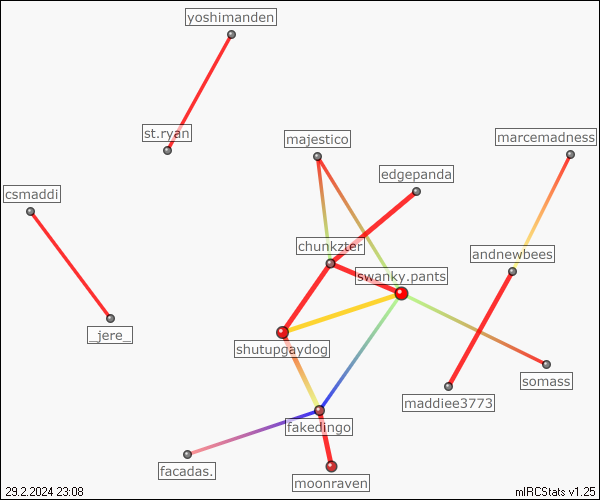 yoshimanden
st.ryan
majestico
marcemadness
edgepanda
csmaddi
chunkzter
andnewbees
swanky.pants
_jere_
shutupgaydog
somass
maddiee3773
fakedingo
facadas.
moonraven
29.2.2024 23:08
mIRCStats v1.25